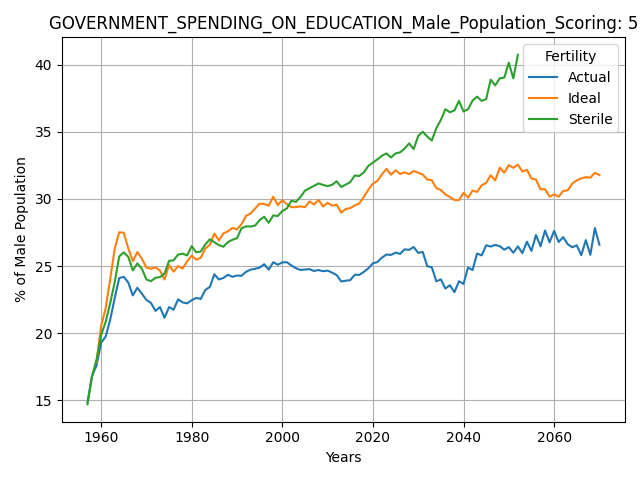 GOVERNMENT_SPENDING_ON_EDUCATION_Male_Population_Scoring: 5
Fertility
Actual
Ideal
Sterile
% of Male Population
40
35
30
25
20
15
1960 1980 2000 2020 2040 2060
Years